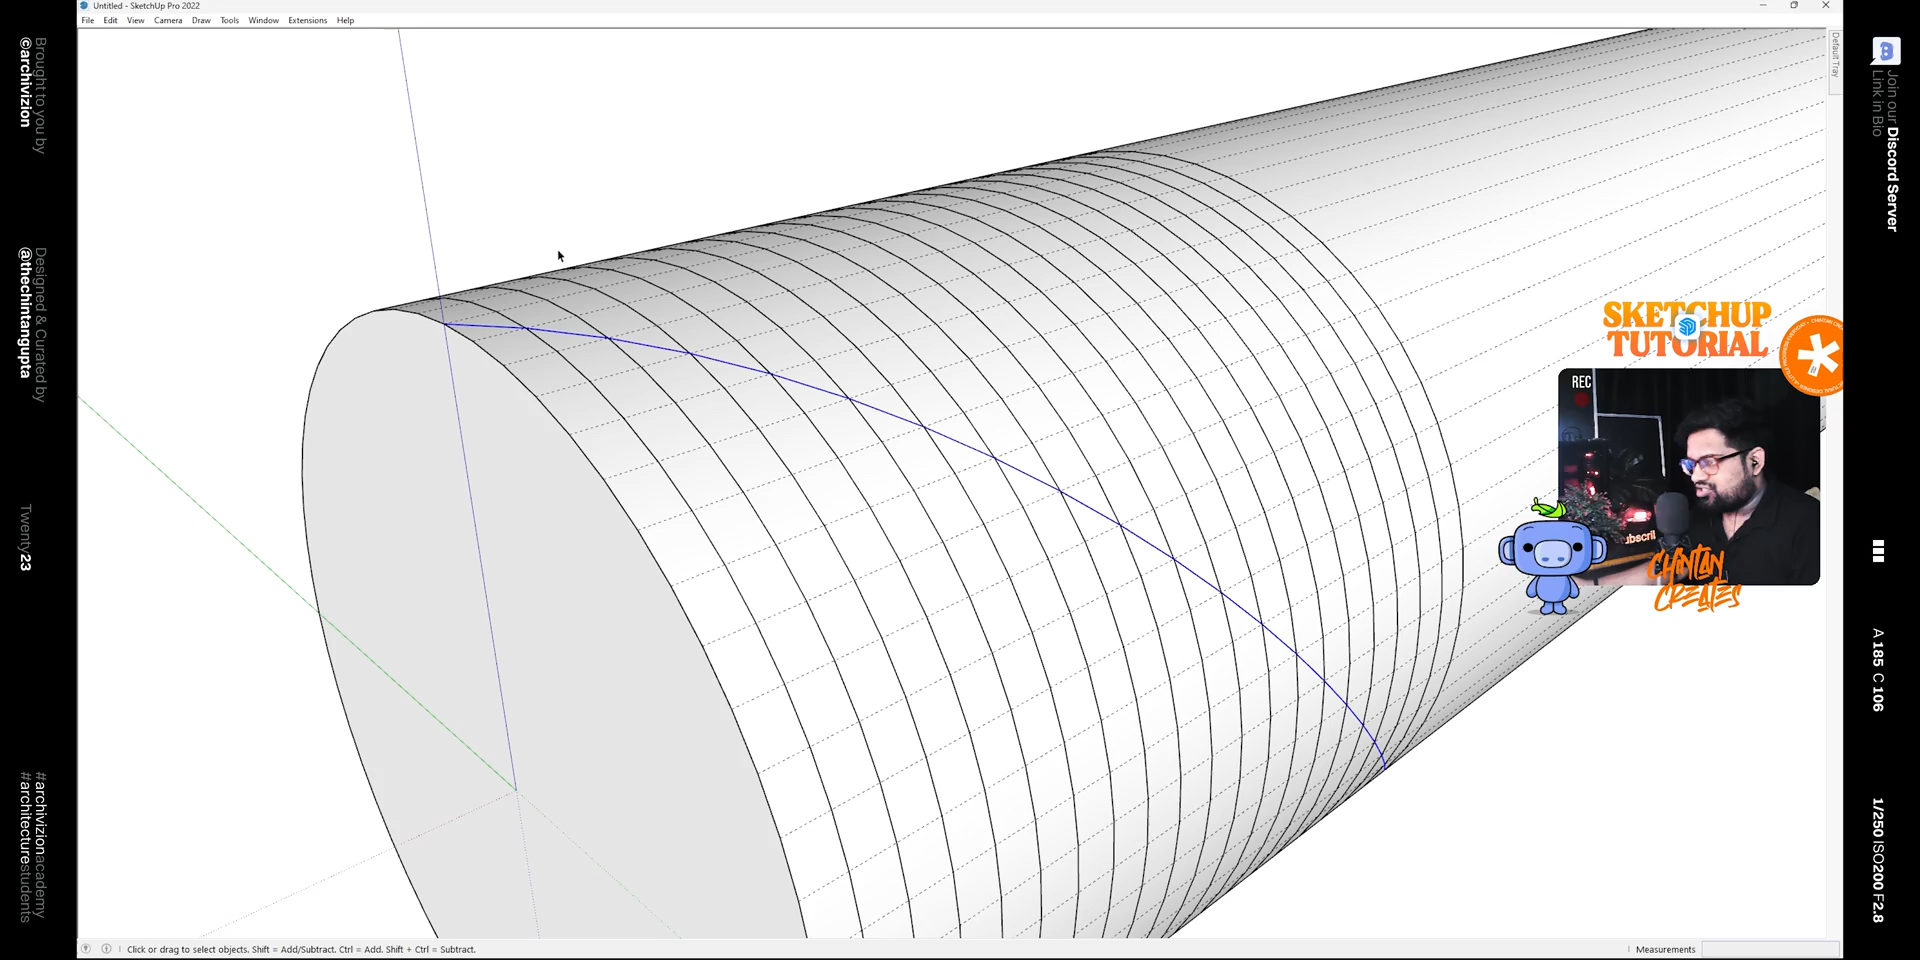 Untitled - SketchUp Pro 2022
File Edit View Camera Draw Tools Window Extensions Help
Default Tray
Brought to you by
@archivizion
Designed & Curated by
@thechintangupta
Twenty23
#archivizionacademy
#architecturestudents
Join our Discord Server
Link in Bio
A 185 C 106
1/250 ISO200 F2.8
SKETCHUP
TUTORIAL
REC
ubscri
CHINTAN
CREATES
Click or drag to select objects. Shift = Add/Subtract. Ctrl = Add. Shift + Ctrl = Subtract.
Measurements